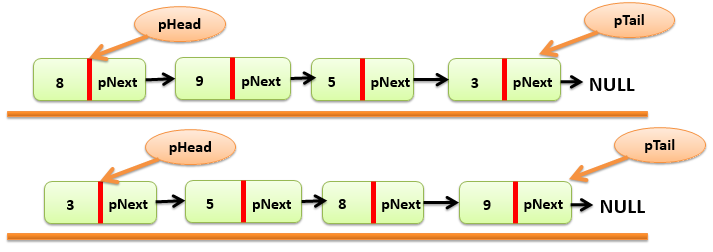 pHead
pTail
8 pNext 9 pNext 5 pNext 3 pNext NULL
pHead
pTail
3 pNext 5 pNext 8 pNext 9 pNext NULL